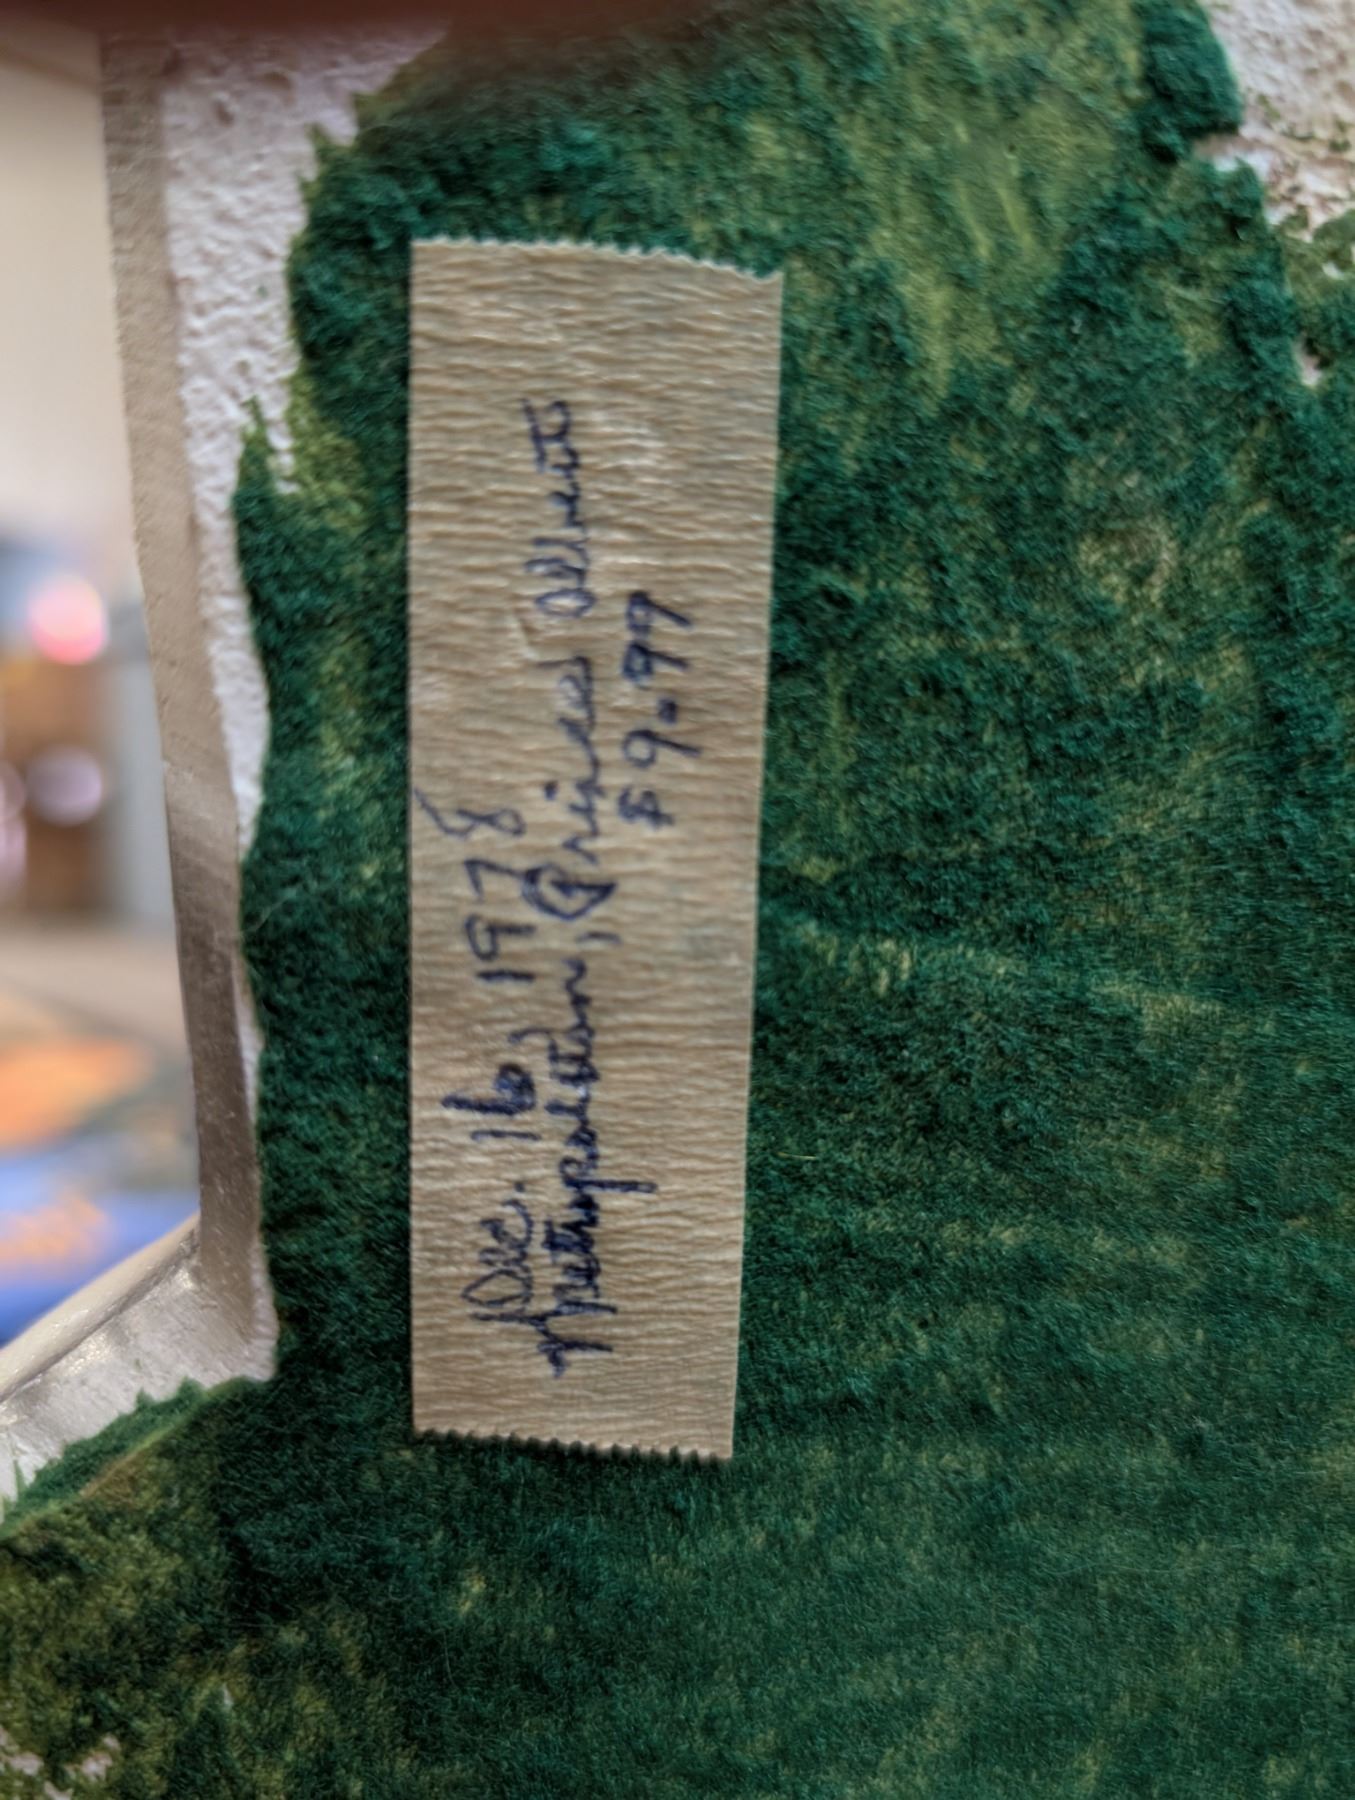 Dec. 16, 1978
Metropolitan, Prince Albert
$9.99